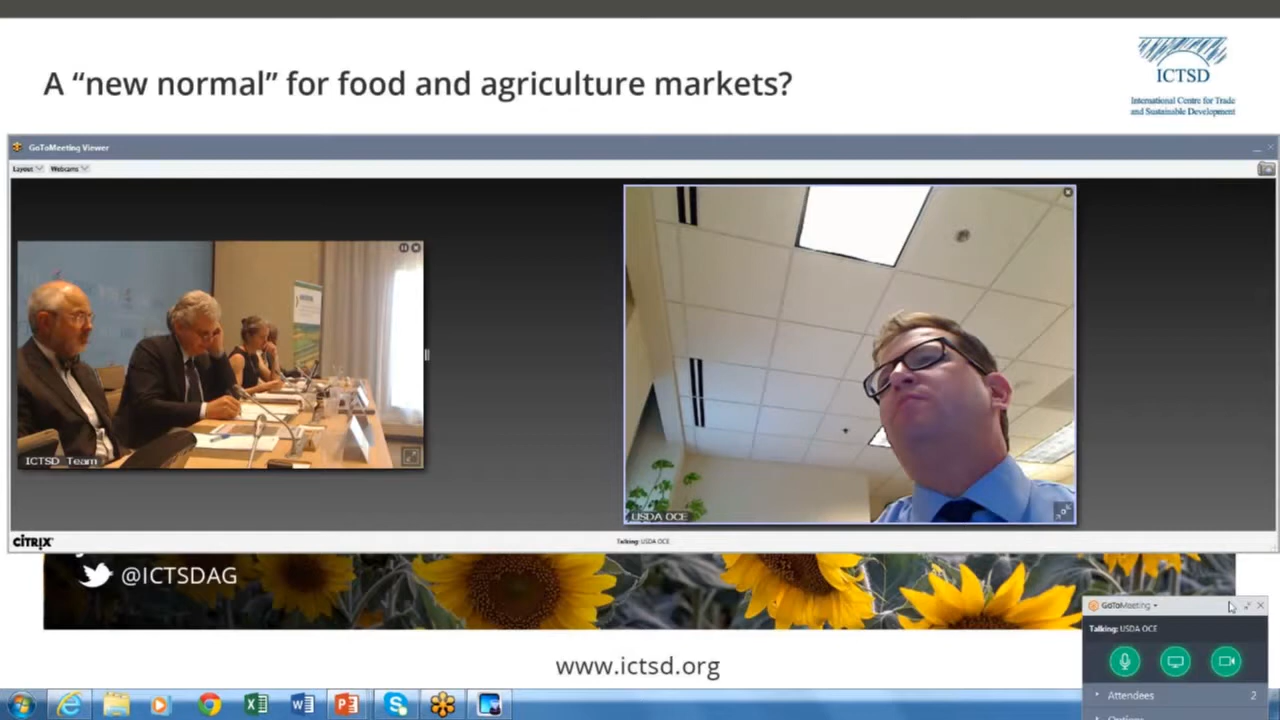 A “new normal” for food and agriculture markets?
ICTSD
International Centre for Trade
and Sustainable Development
GoToMeeting Viewer
Layout
Webcams
ICTSD_Team
USDA OCE
CITRIX
Talking: USDA OCE
@ICTSDAG
GoToMeeting
Talking: USDA OCE
Attendees 2
Options
www.ictsd.org